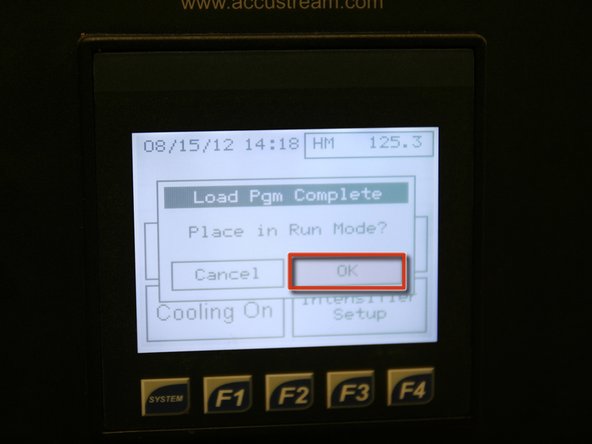 www.accustream.com
08/15/12 14:18 HM 125.3
Load Pgm Complete
Place in Run Mode?
Cancel OK
Cooling On Intensifier
Setup
SYSTEM F1 F2 F3 F4